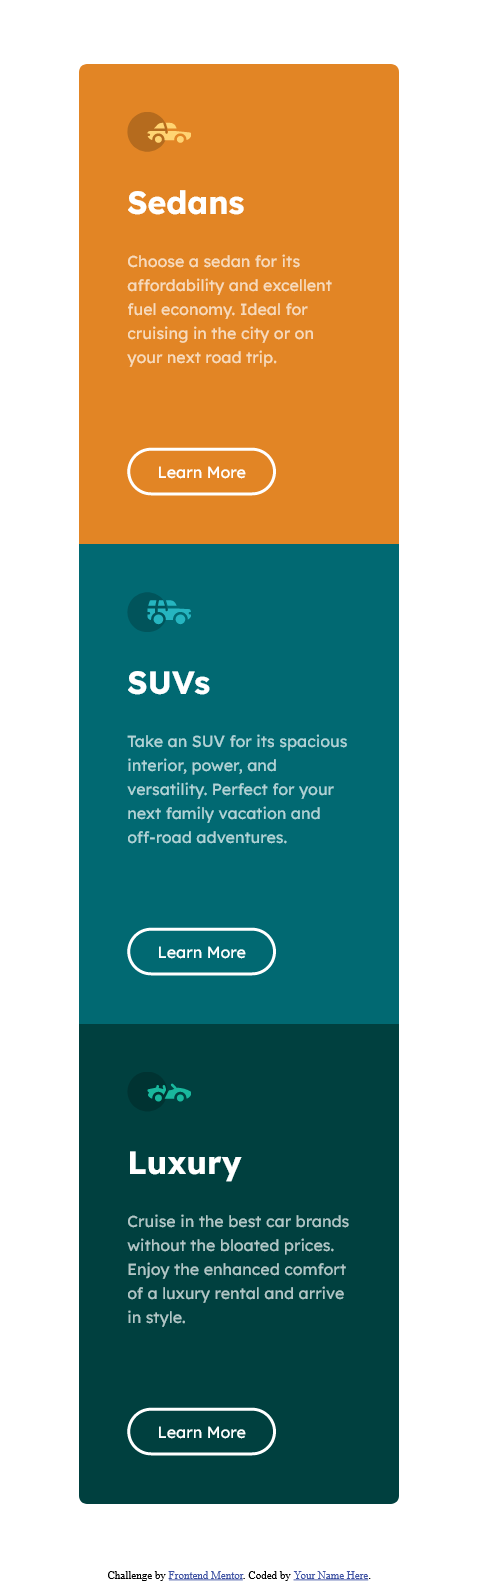 Sedans
Choose a sedan for its
affordability and excellent
fuel economy. Ideal for
cruising in the city or on
your next road trip.
Learn More
SUVs
Take an SUV for its spacious
interior, power, and
versatility. Perfect for your
next family vacation and
off-road adventures.
Learn More
Luxury
Cruise in the best car brands
without the bloated prices.
Enjoy the enhanced comfort
of a luxury rental and arrive
in style.
Learn More
Challenge by Frontend Mentor. Coded by Your Name Here.